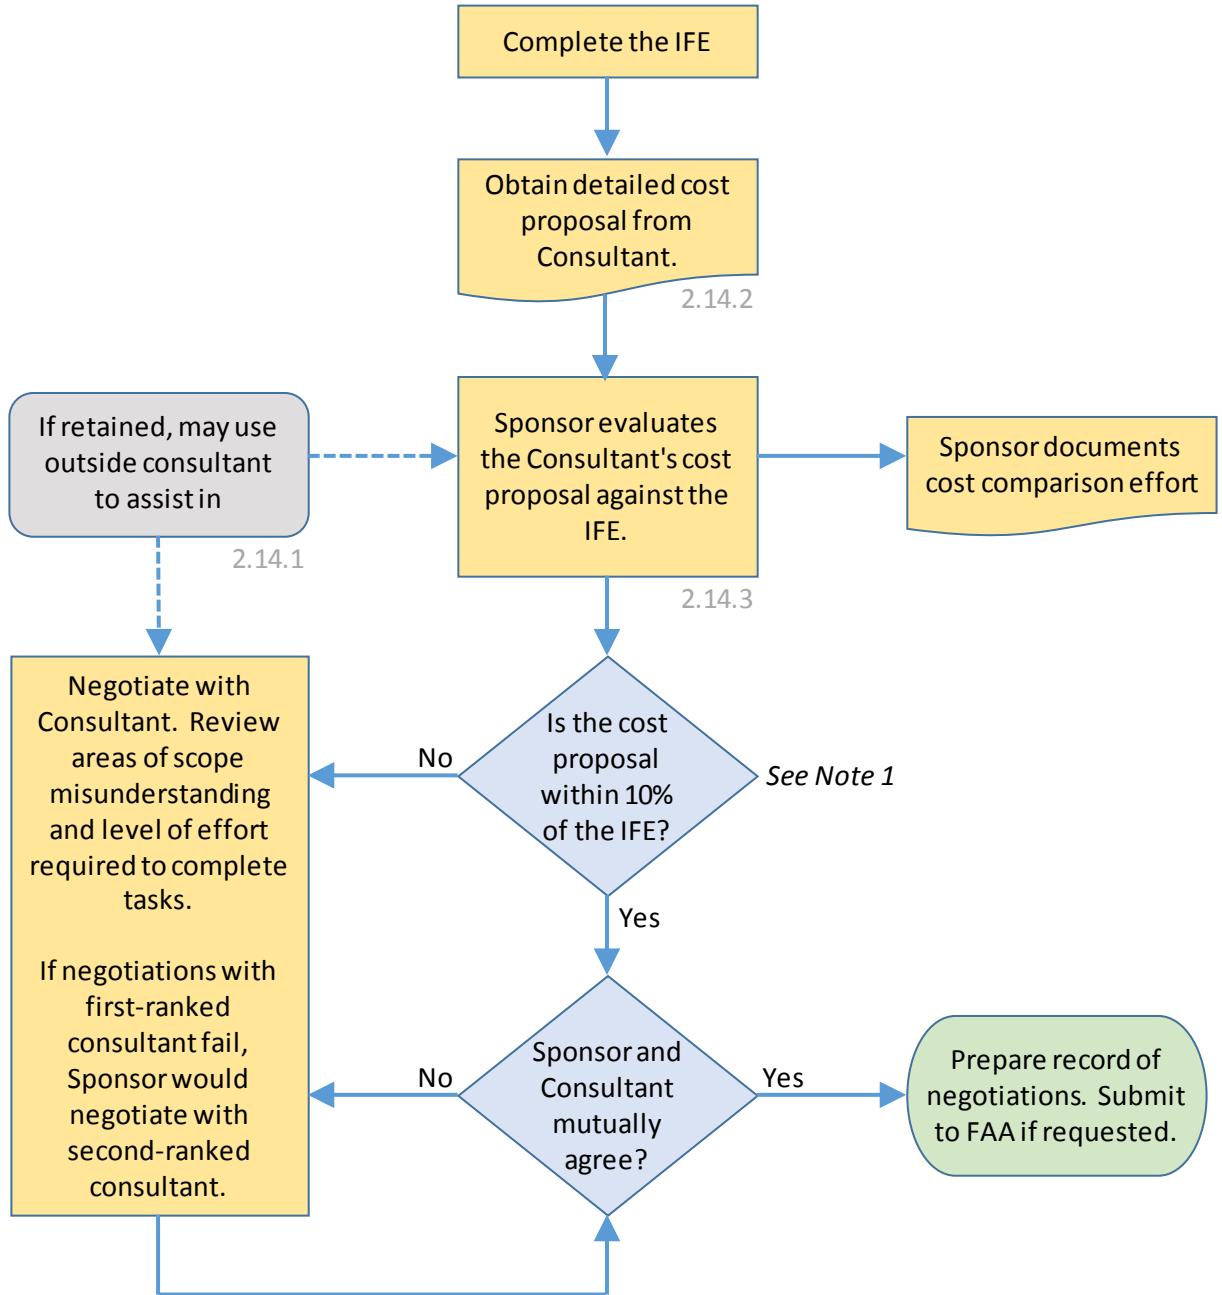 Complete the IFE
Obtain detailed cost
proposal from
Consultant.
2.14.2
If retained, may use
outside consultant
to assist in
2.14.1
Sponsor evaluates
the Consultant's cost
proposal against the
IFE.
2.14.3
Sponsor documents
cost comparison effort
Negotiate with
Consultant. Review
areas of scope
misunderstanding
and level of effort
required to complete
tasks.
If negotiations with
first-ranked
consultant fail,
Sponsor would
negotiate with
second-ranked
consultant.
No
Is the cost
proposal
within 10%
of the IFE?
See Note 1
Yes
No
Sponsor and
Consultant
mutually
agree?
Yes
Prepare record of
negotiations. Submit
to FAA if requested.